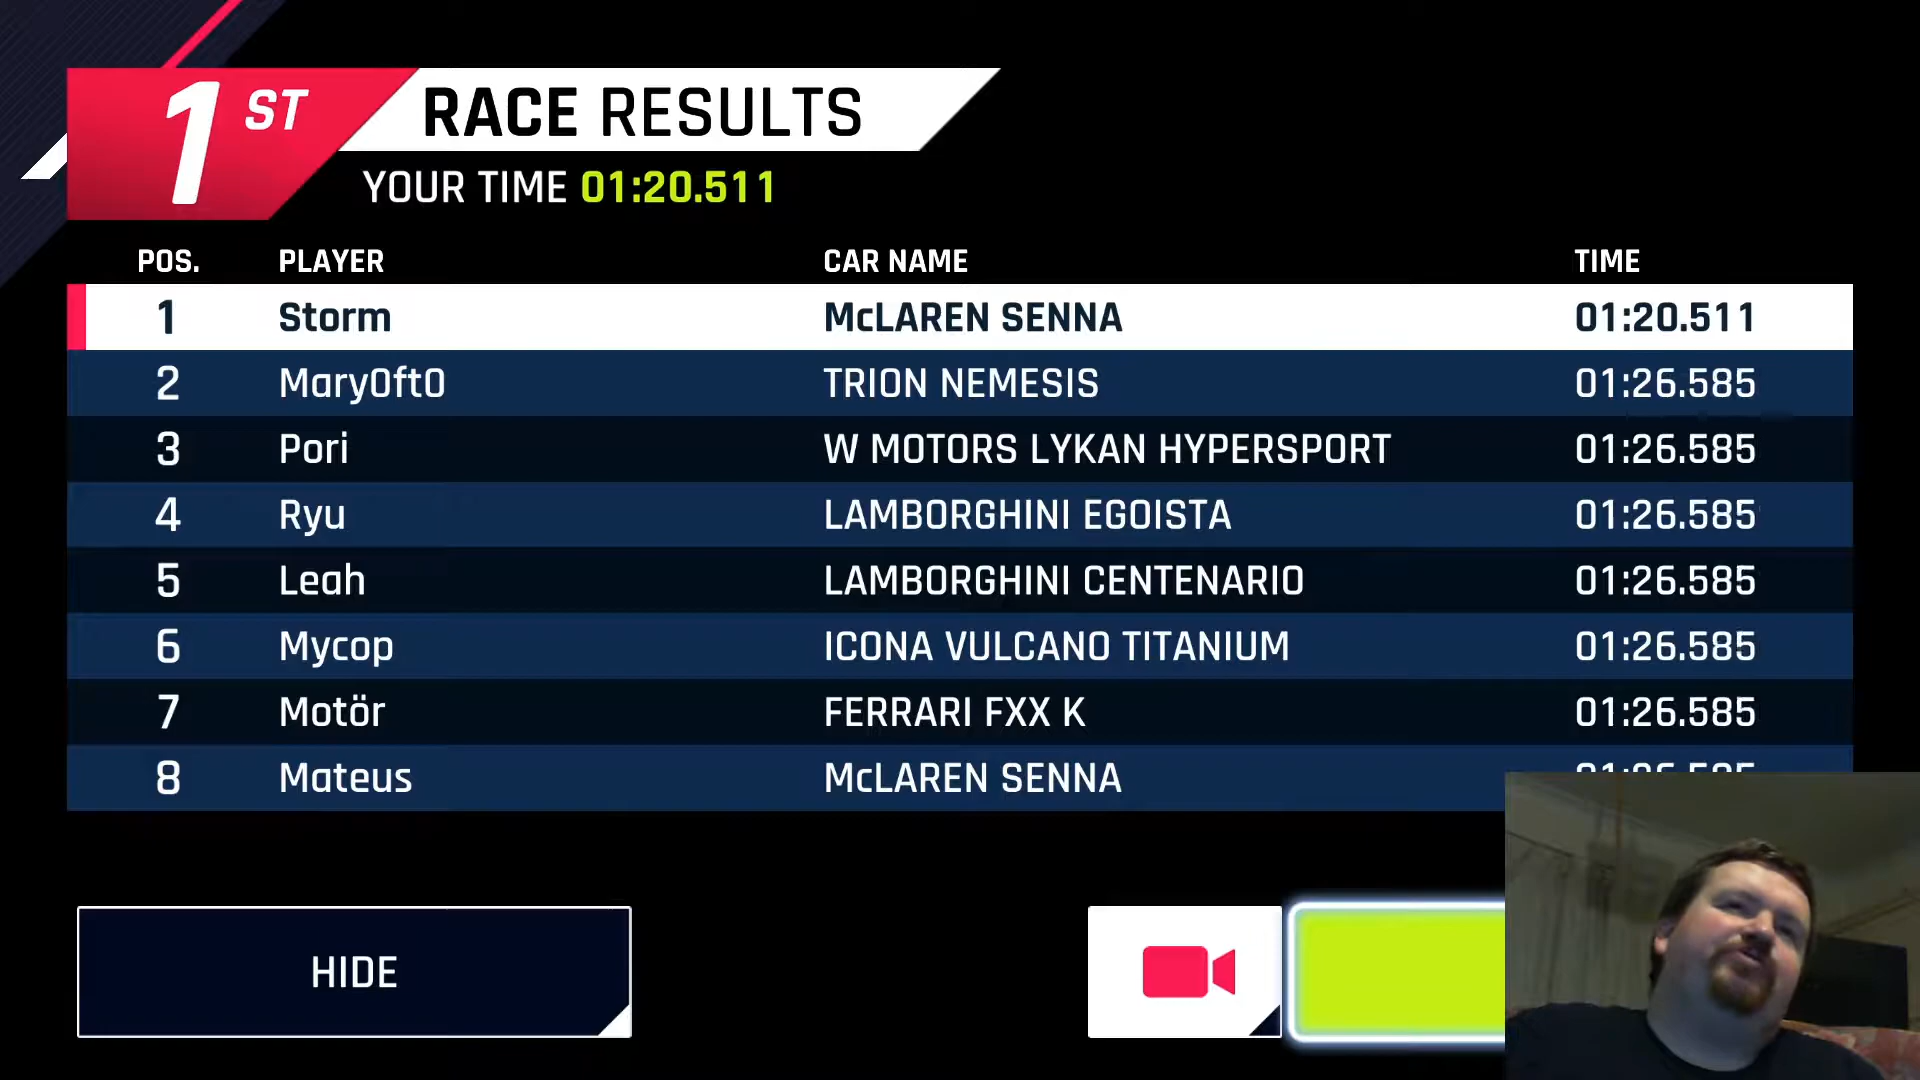 1 ST
RACE RESULTS
YOUR TIME 01:20.511
POS. PLAYER CAR NAME TIME
1 Storm McLAREN SENNA 01:20.511
2 Mary0ft0 TRION NEMESIS 01:26.585
3 Pori W MOTORS LYKAN HYPERSPORT 01:26.585
4 Ryu LAMBORGHINI EGOISTA 01:26.585
5 Leah LAMBORGHINI CENTENARIO 01:26.585
6 Mycop ICONA VULCANO TITANIUM 01:26.585
7 Motör FERRARI FXX K 01:26.585
8 Mateus McLAREN SENNA
HIDE